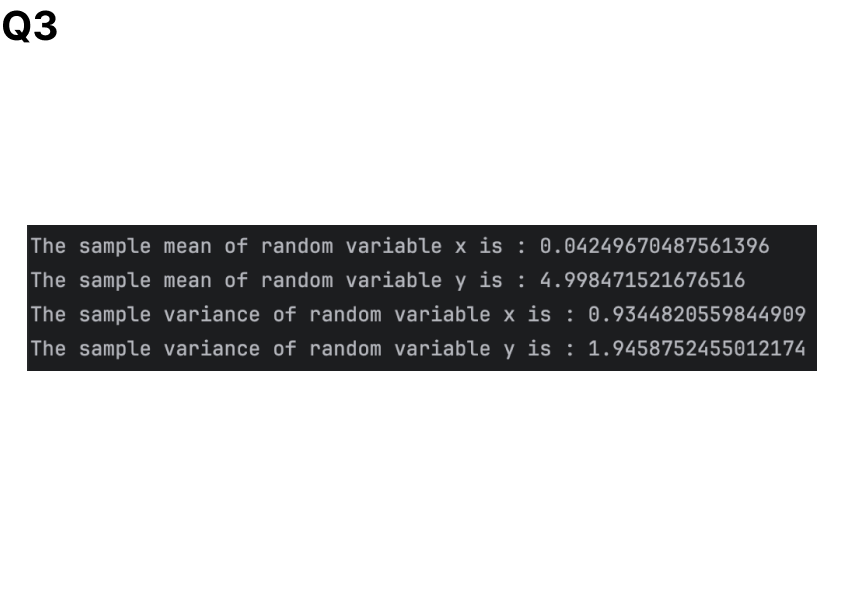 Q3
The sample mean of random variable x is : 0.04249670487561396
The sample mean of random variable y is : 4.998471521676516
The sample variance of random variable x is : 0.9344820559844909
The sample variance of random variable y is : 1.9458752455012174